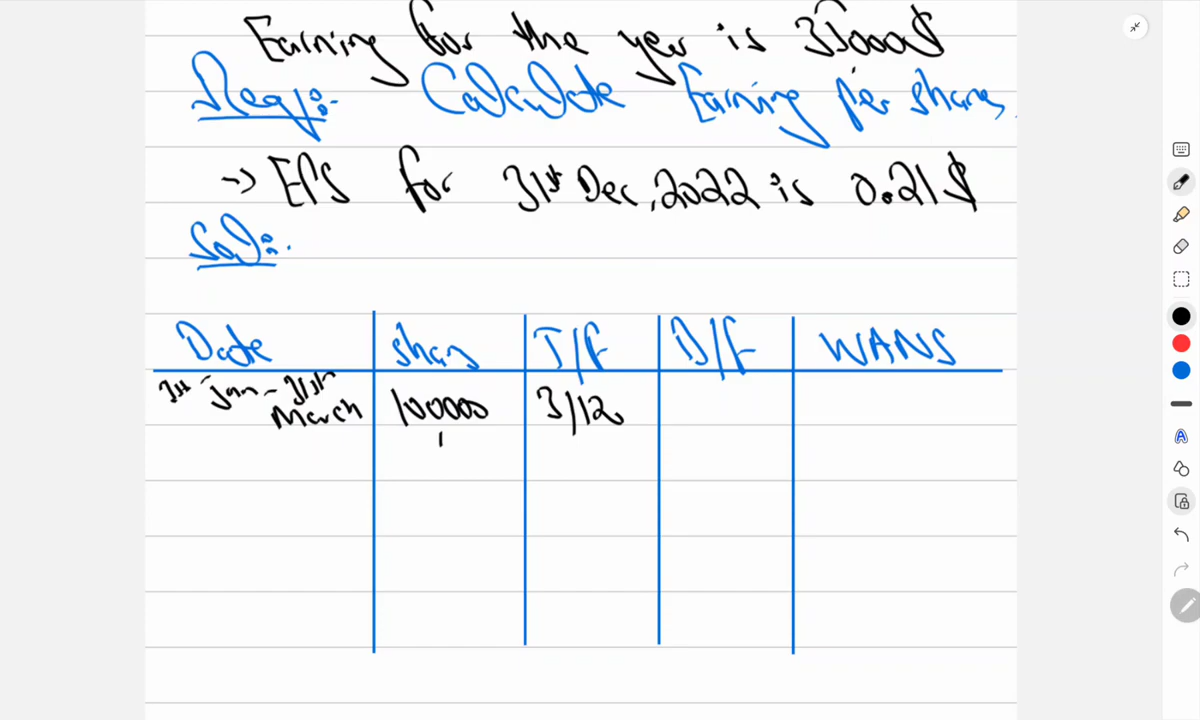 Earning for the year is 35000$
Req:- Calculate Earning per share
→ EPS for 31st Dec, 2022 is 0.21$
Sol:-
Date shares T/F B/F WANS
1st Jan - 31st March 100000 3/12